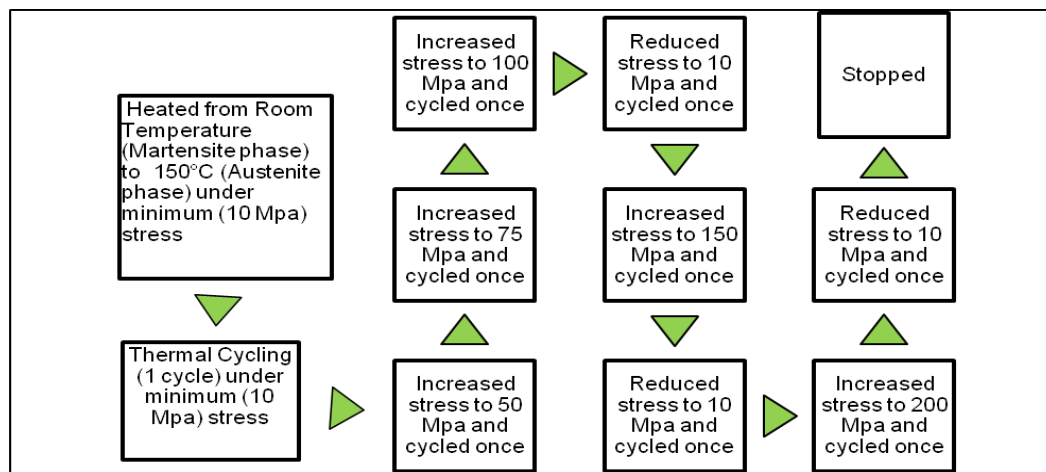 Heated from Room
Temperature
(Martensite phase)
to 150°C (Austenite
phase) under
minimum (10 Mpa)
stress
Thermal Cycling
(1 cycle) under
minimum (10
Mpa) stress
Increased
stress to 50
Mpa and
cycled once
Increased
stress to 75
Mpa and
cycled once
Increased
stress to 100
Mpa and
cycled once
Reduced
stress to 10
Mpa and
cycled once
Increased
stress to 150
Mpa and
cycled once
Reduced
stress to 10
Mpa and
cycled once
Increased
stress to 200
Mpa and
cycled once
Reduced
stress to 10
Mpa and
cycled once
Stopped